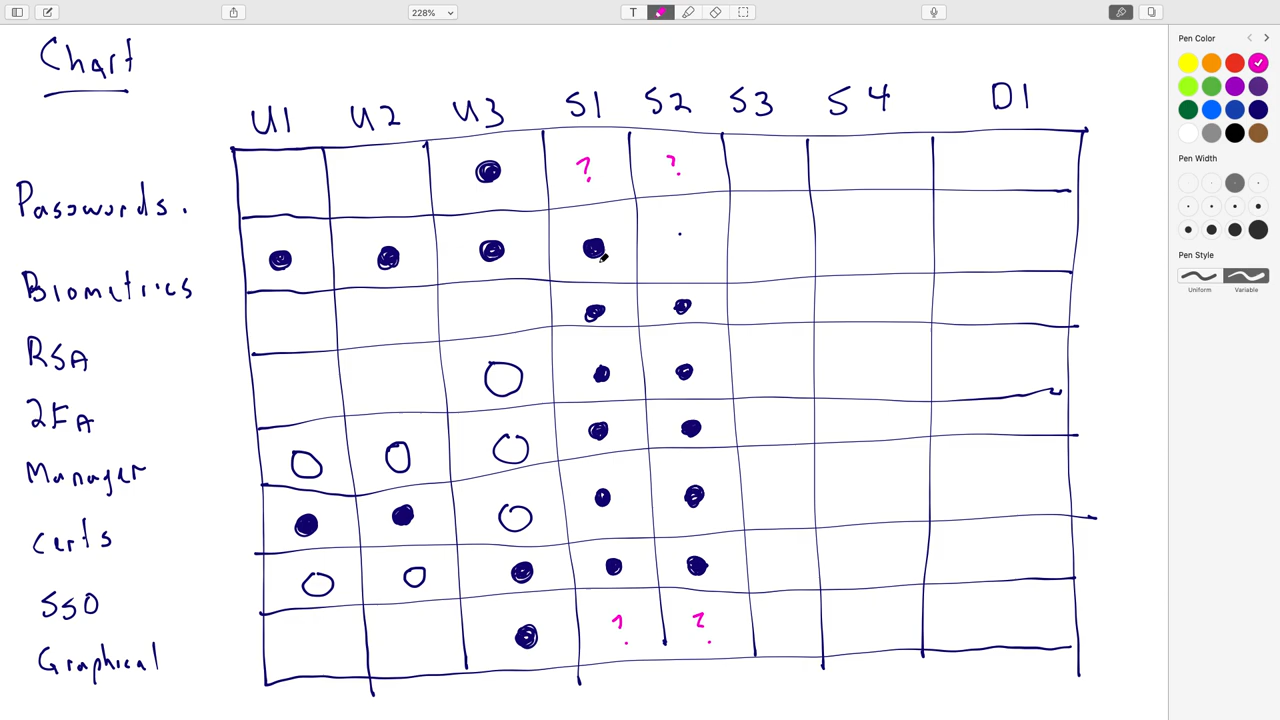 228%
T
Chart
U1 U2 U3 S1 S2 S3 S4 D1
Passwords. ? ?
Biometrics
RSA
2FA
Manager
Certs
SSO
Graphical ? ?
Pen Color
Pen Width
Pen Style
Uniform Variable